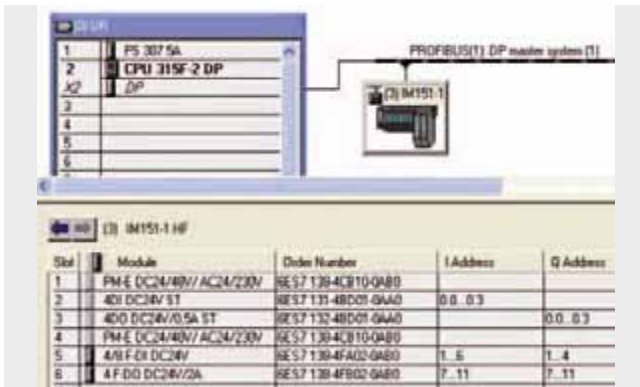 (0) UR
1 PS 307 5A
2 CPU 315F-2 DP
X2 DP
3
4
5
6
PROFIBUS(1): DP master system (1)
(3) IM151-1
(3) IM151-1 HF
Slot Module Order Number I Address Q Address
1 PM-E DC24/48V/ AC24/230V 6ES7 138-4CB10-0AB0
2 4DI DC24V ST 6ES7 131-4BD01-0AA0 0.0...0.3
3 4DO DC24V/0.5A ST 6ES7 132-4BD01-0AA0 0.0...0.3
4 PM-E DC24/48V/ AC24/230V 6ES7 138-4CB10-0AB0
5 4/8 F-DI DC24V 6ES7 138-4FA02-0AB0 1...6 1...4
6 4 F-DO DC24V/2A 6ES7 138-4FB02-0AB0 7...11 7...11